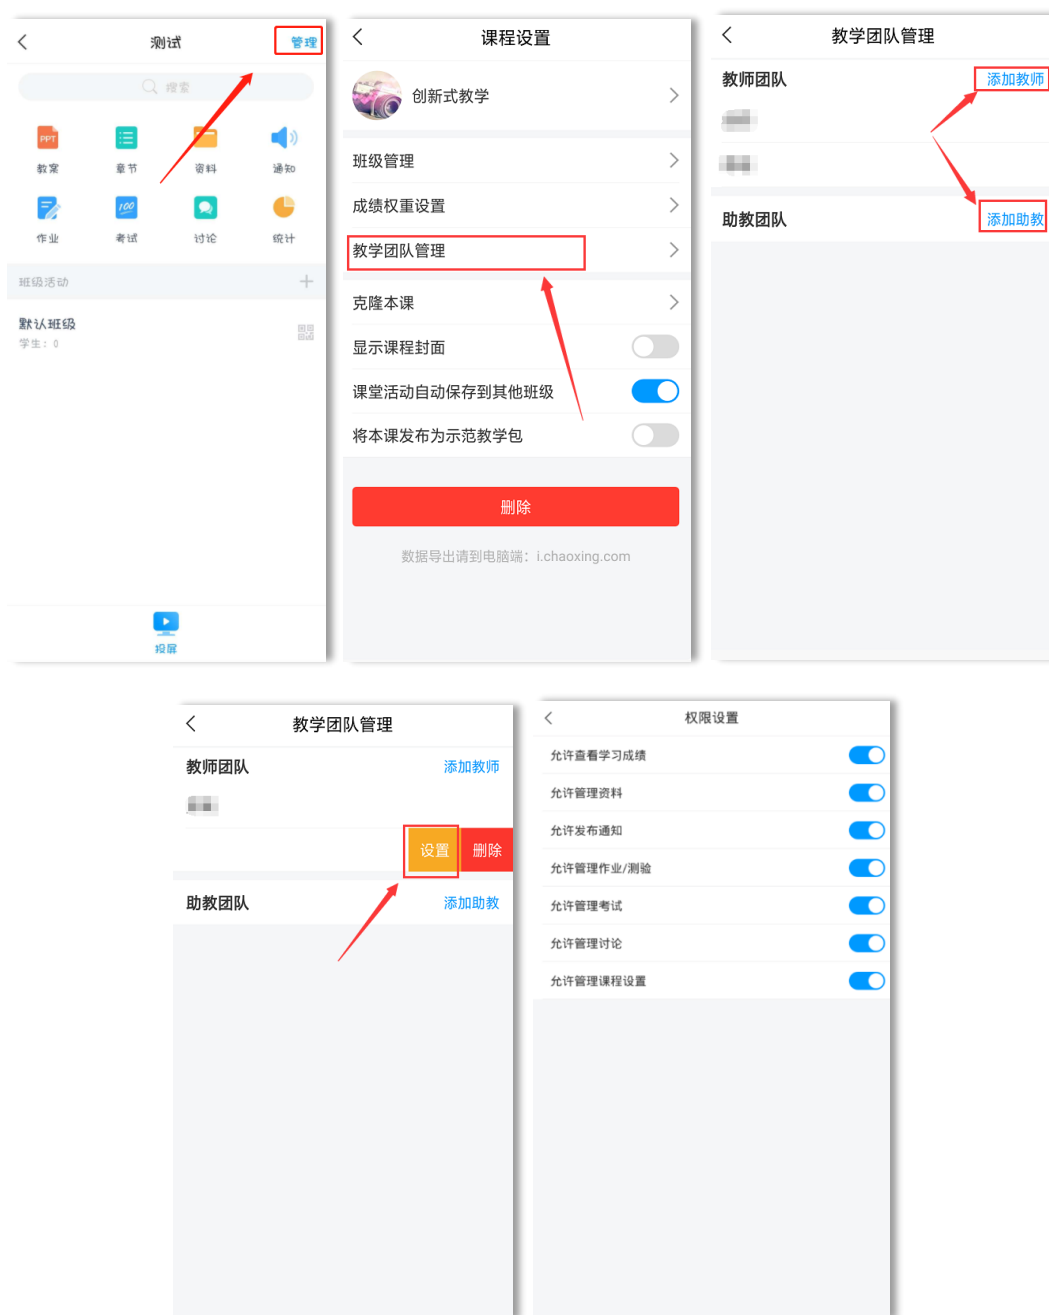 测试
管理
搜索
PPT
教案
章节
资料
通知
100
作业
考试
讨论
统计
班级活动
默认班级
学生：0
投屏
课程设置
创新式教学
班级管理
成绩权重设置
教学团队管理
克隆本课
显示课程封面
课堂活动自动保存到其他班级
将本课发布为示范教学包
删除
数据导出请到电脑端：i.chaoxing.com
教学团队管理
教师团队
添加教师
助教团队
添加助教
教学团队管理
教师团队
添加教师
设置
删除
助教团队
添加助教
权限设置
允许查看学习成绩
允许管理资料
允许发布通知
允许管理作业/测验
允许管理考试
允许管理讨论
允许管理课程设置